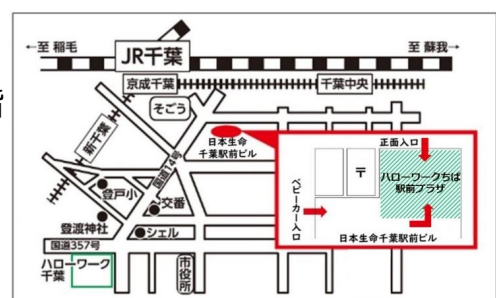 ←至 稲毛
至 蘇我→
JR千葉
京成千葉
千葉中央
そごう
新千葉
国道14号
日本生命
千葉駅前ビル
登戸小
交番
登渡神社
シェル
国道357号
ハローワーク
千葉
市役所
正面入口
〒
ハローワークちば
駅前プラザ
ベビーカー入口
日本生命千葉駅前ビル